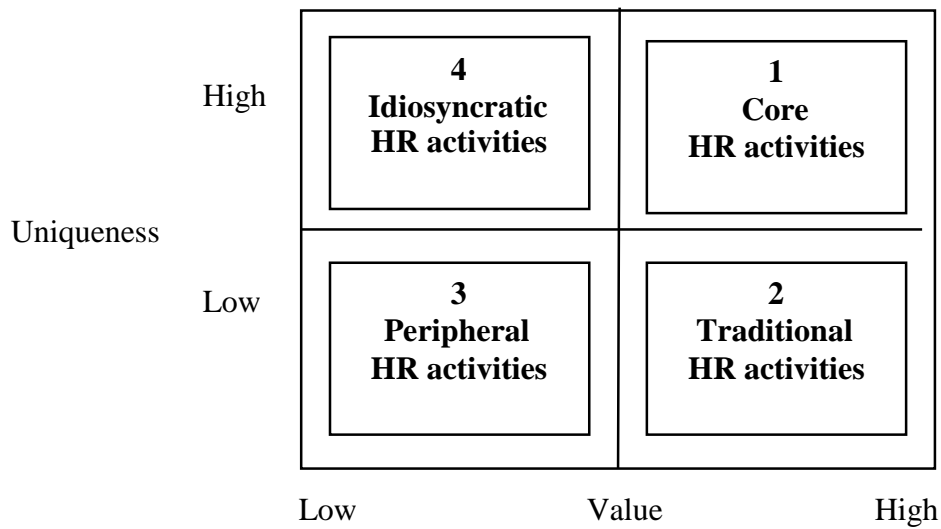 4
Idiosyncratic
HR activities
1
Core
HR activities
High
Uniqueness
Low
3
Peripheral
HR activities
2
Traditional
HR activities
Low
Value
High